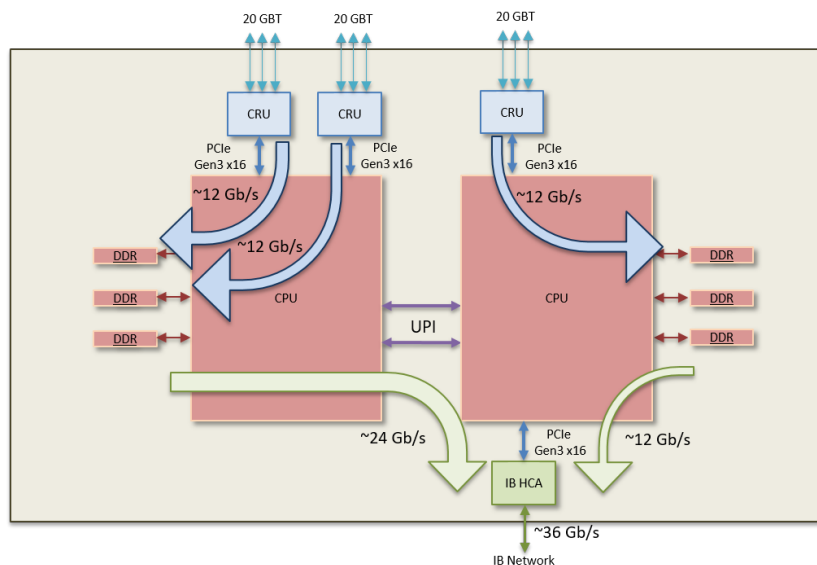 20 GBT
20 GBT
20 GBT
CRU
CRU
CRU
PCIe
Gen3 x16
PCIe
Gen3 x16
PCIe
Gen3 x16
~12 Gb/s
~12 Gb/s
~12 Gb/s
DDR
DDR
DDR
CPU
UPI
CPU
DDR
DDR
DDR
~24 Gb/s
PCIe
Gen3 x16
~12 Gb/s
IB HCA
~36 Gb/s
IB Network